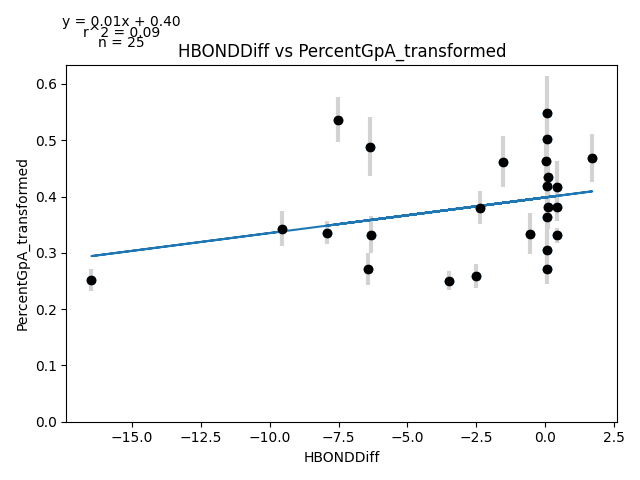 y = 0.01x + 0.40
r^2 = 0.09
n = 25
HBONDDiff vs PercentGpA_transformed
PercentGpA_transformed
0.6
0.5
0.4
0.3
0.2
0.1
0.0
−15.0 −12.5 −10.0 −7.5 −5.0 −2.5 0.0 2.5
HBONDDiff